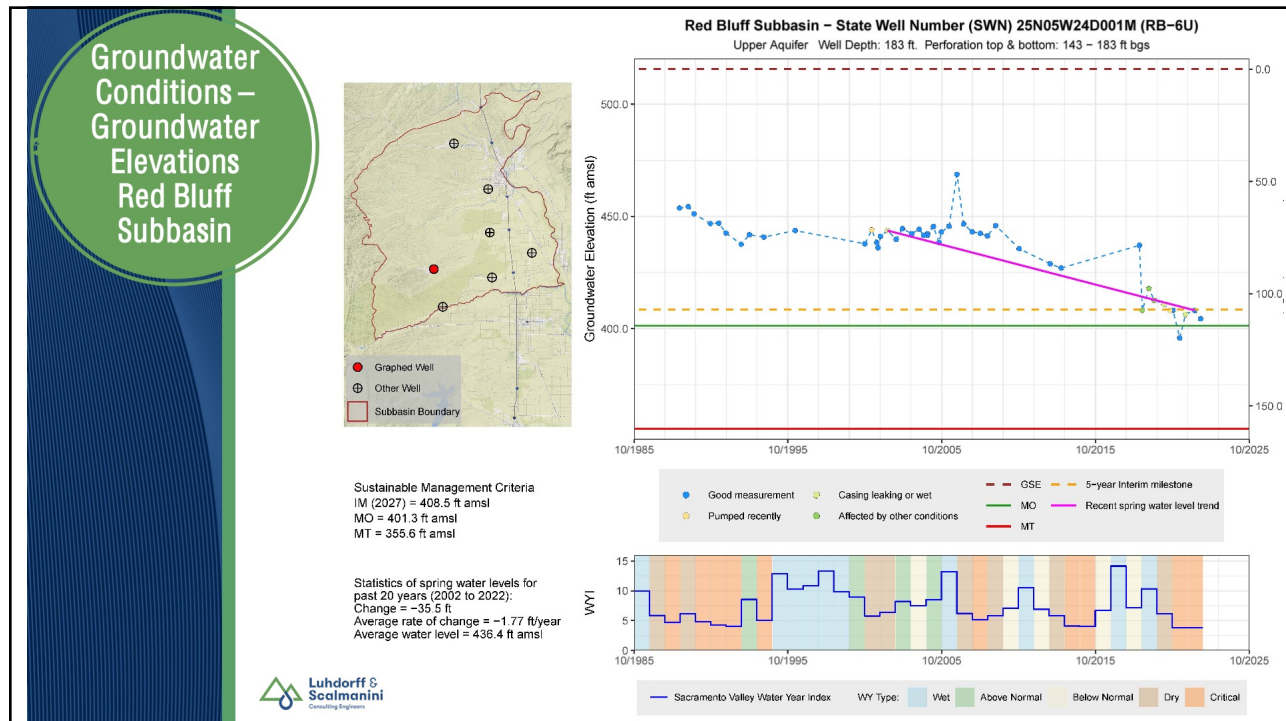 Groundwater
Conditions –
Groundwater
Elevations
Red Bluff
Subbasin
Graphed Well
Other Well
Subbasin Boundary
Sustainable Management Criteria
IM (2027) = 408.5 ft amsl
MO = 401.3 ft amsl
MT = 355.6 ft amsl
Statistics of spring water levels for
past 20 years (2002 to 2022):
Change = −35.5 ft
Average rate of change = −1.77 ft/year
Average water level = 436.4 ft amsl
Luhdorff &
Scalmanini
Consulting Engineers
Red Bluff Subbasin − State Well Number (SWN) 25N05W24D001M (RB−6U)
Upper Aquifer Well Depth: 183 ft. Perforation top & bottom: 143 − 183 ft bgs
Groundwater Elevation (ft amsl)
500.0
450.0
400.0
0.0
50.0
100.0
150.0
10/1985
10/1995
10/2005
10/2015
10/2025
Good measurement
Casing leaking or wet
Pumped recently
Affected by other conditions
GSE
5−year Interim milestone
MO
Recent spring water level trend
MT
WYI
15
10
5
0
10/1985
10/1995
10/2005
10/2015
10/2025
Sacramento Valley Water Year Index
WY Type:
Wet
Above Normal
Below Normal
Dry
Critical